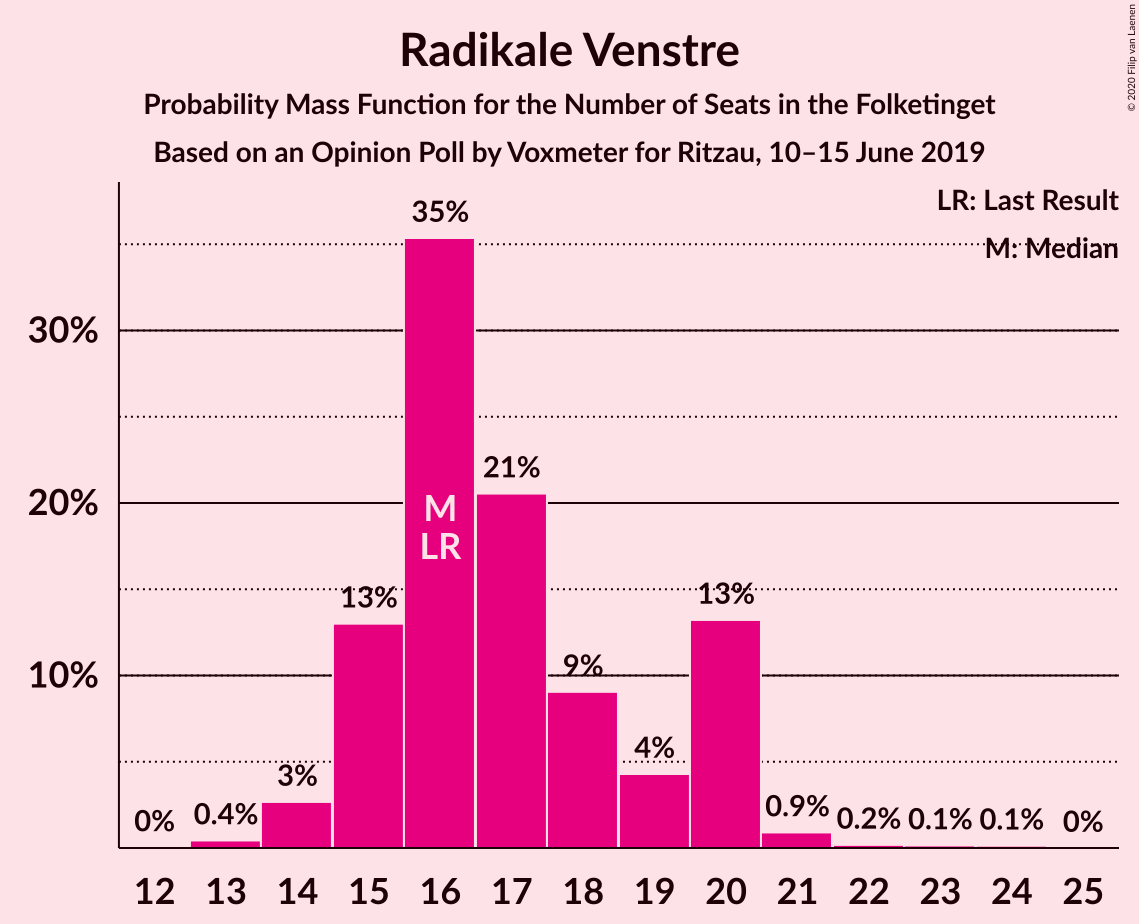 Radikale Venstre
Probability Mass Function for the Number of Seats in the Folketinget
Based on an Opinion Poll by Voxmeter for Ritzau, 10–15 June 2019
© 2020 Filip van Laenen
LR: Last Result
M: Median
30%
20%
10%
0%
0.4%
3%
13%
35%
21%
9%
4%
13%
0.9%
0.2%
0.1%
0.1%
0%
M
LR
12 13 14 15 16 17 18 19 20 21 22 23 24 25